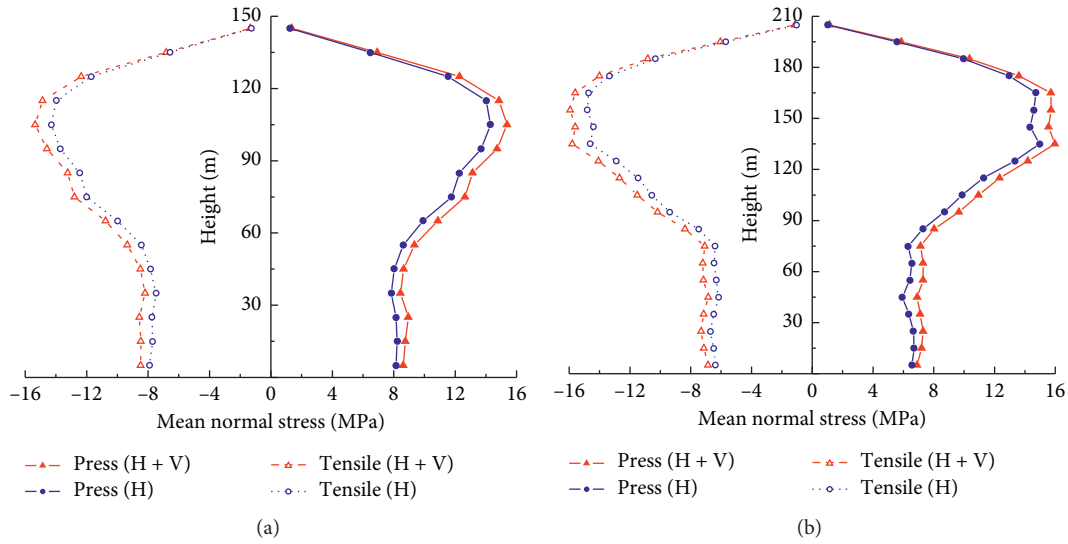 150
120
90
60
30
Height (m)
−16 −12 −8 −4 0 4 8 12 16
Mean normal stress (MPa)
Press (H + V)
Tensile (H + V)
Press (H)
Tensile (H)
(a)
210
180
150
120
90
60
30
Height (m)
−16 −12 −8 −4 0 4 8 12 16
Mean normal stress (MPa)
Press (H + V)
Tensile (H + V)
Press (H)
Tensile (H)
(b)